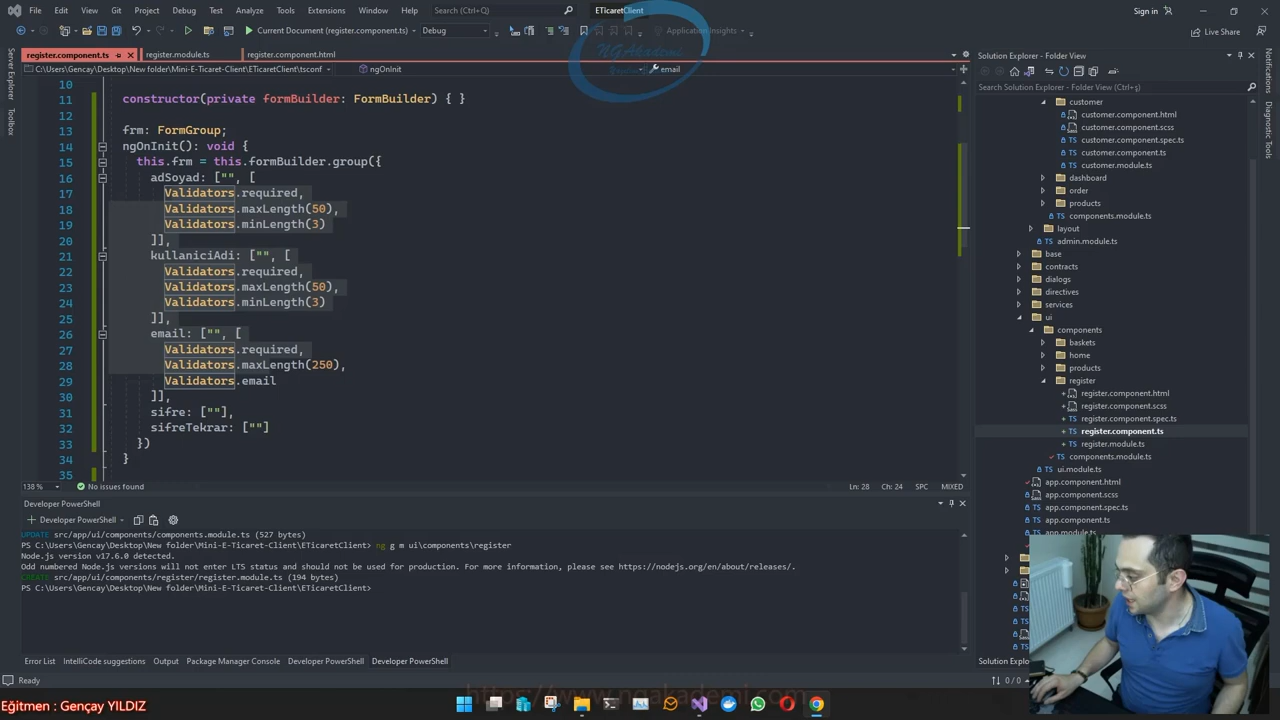 File Edit View Git Project Debug Test Analyze Tools Extensions Window Help Search (Ctrl+Q) ETicaretClient Sign in
Current Document (register.component.ts) Debug Application Insights Live Share
register.component.ts register.module.ts register.component.html
C:\Users\Gencay\Desktop\New folder\Mini-E-Ticaret-Client\ETicaretClient\tsconf ngOnInit email
NGAkademi
Server Explorer
Toolbox
10
11 constructor(private formBuilder: FormBuilder) { }
12
13 frm: FormGroup;
14 ngOnInit(): void {
15 this.frm = this.formBuilder.group({
16 adSoyad: ["", [
17 Validators.required,
18 Validators.maxLength(50),
19 Validators.minLength(3)
20 ]],
21 kullaniciAdi: ["", [
22 Validators.required,
23 Validators.maxLength(50),
24 Validators.minLength(3)
25 ]],
26 email: ["", [
27 Validators.required,
28 Validators.maxLength(250),
29 Validators.email
30 ]],
31 sifre: [""],
32 sifreTekrar: [""]
33 })
34 }
35
138 % No issues found Ln: 28 Ch: 24 SPC MIXED
Developer PowerShell
Developer PowerShell
UPDATE src/app/ui/components/components.module.ts (527 bytes)
PS C:\Users\Gencay\Desktop\New folder\Mini-E-Ticaret-Client\ETicaretClient> ng g m ui\components\register
Node.js version v17.6.0 detected.
Odd numbered Node.js versions will not enter LTS status and should not be used for production. For more information, please see https://nodejs.org/en/about/releases/.
CREATE src/app/ui/components/register/register.module.ts (194 bytes)
PS C:\Users\Gencay\Desktop\New folder\Mini-E-Ticaret-Client\ETicaretClient>
Error List IntelliCode suggestions Output Package Manager Console Developer PowerShell Developer PowerShell
Ready
Solution Explorer - Folder View
Search Solution Explorer - Folder View (Ctrl+ş)
customer
customer.component.html
customer.component.scss
customer.component.spec.ts
customer.component.ts
customer.module.ts
dashboard
order
products
components.module.ts
layout
admin.module.ts
base
contracts
dialogs
directives
services
ui
components
baskets
home
products
register
register.component.html
register.component.scss
register.component.spec.ts
register.component.ts
register.module.ts
components.module.ts
ui.module.ts
app.component.html
app.component.scss
app.component.spec.ts
app.component.ts
app.module.ts
Solution Explorer
0 / 0
Notifications
Diagnostic Tools
Eğitmen : Gençay YILDIZ